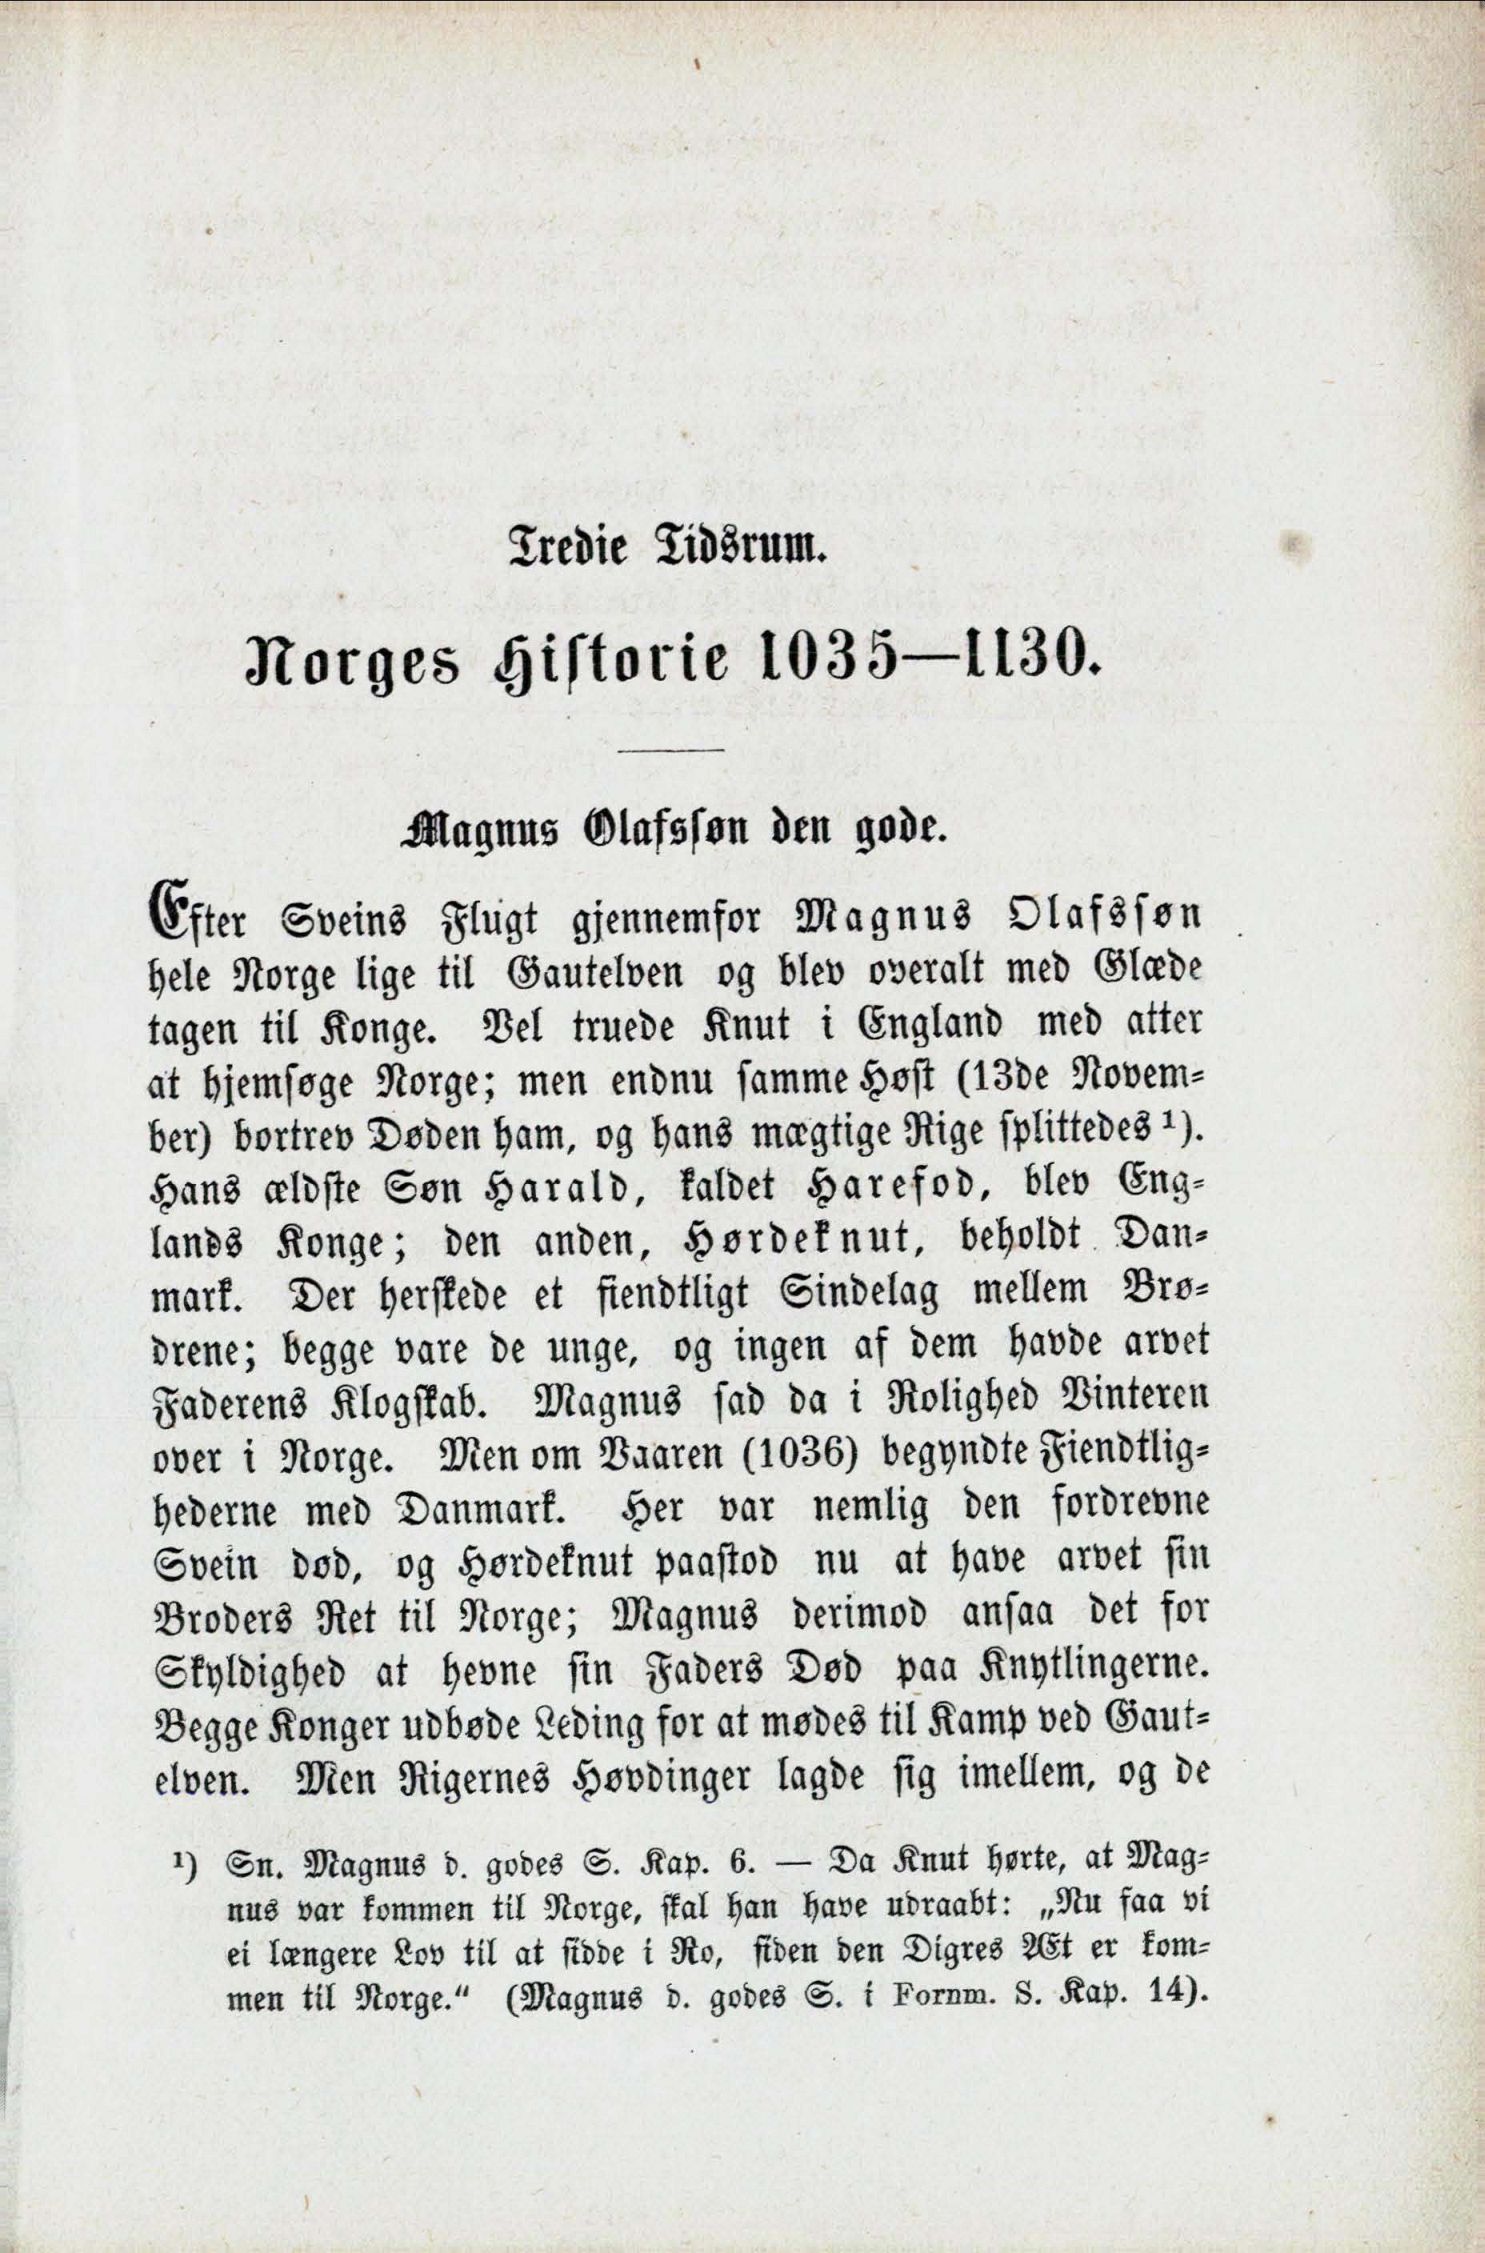 Tredie Tidsrum.
Norges Historie 1035—1130.
Magnus Olafssøn den gode.
Efter Sveins Flugt gjennemfor Magnus Olafssøn
hele Norge lige til Gautelven og blev overalt med Glæde
tagen til Konge. Vel truede Knut i England med atter
at hjemsøge Norge; men endnu samme Høst (13de Novem-
ber) bortrev Døden ham, og hans mægtige Rige splittedes ¹).
Hans ældste Søn Harald, kaldet Harefod, blev Eng-
lands Konge; den anden, Hørdeknut, beholdt Dan-
mark. Der herskede et fiendtligt Sindelag mellem Brø-
drene; begge vare de unge, og ingen af dem havde arvet
Faderens Klogskab. Magnus sad da i Rolighed Vinteren
over i Norge. Men om Vaaren (1036) begyndte Fiendtlig-
hederne med Danmark. Her var nemlig den fordrevne
Svein død, og Hørdeknut paastod nu at have arvet sin
Broders Ret til Norge; Magnus derimod ansaa det for
Skyldighed at hevne sin Faders Død paa Knytlingerne.
Begge Konger udbøde Leding for at mødes til Kamp ved Gaut-
elven. Men Rigernes Høvdinger lagde sig imellem, og de
¹) Sn. Magnus d. godes S. Kap. 6. — Da Knut hørte, at Mag-
nus var kommen til Norge, skal han have udraabt: „Nu faa vi
ei længere Lov til at sidde i Ro, siden den Digres Æt er kom-
men til Norge.“ (Magnus d. godes S. i Fornm. S. Kap. 14).